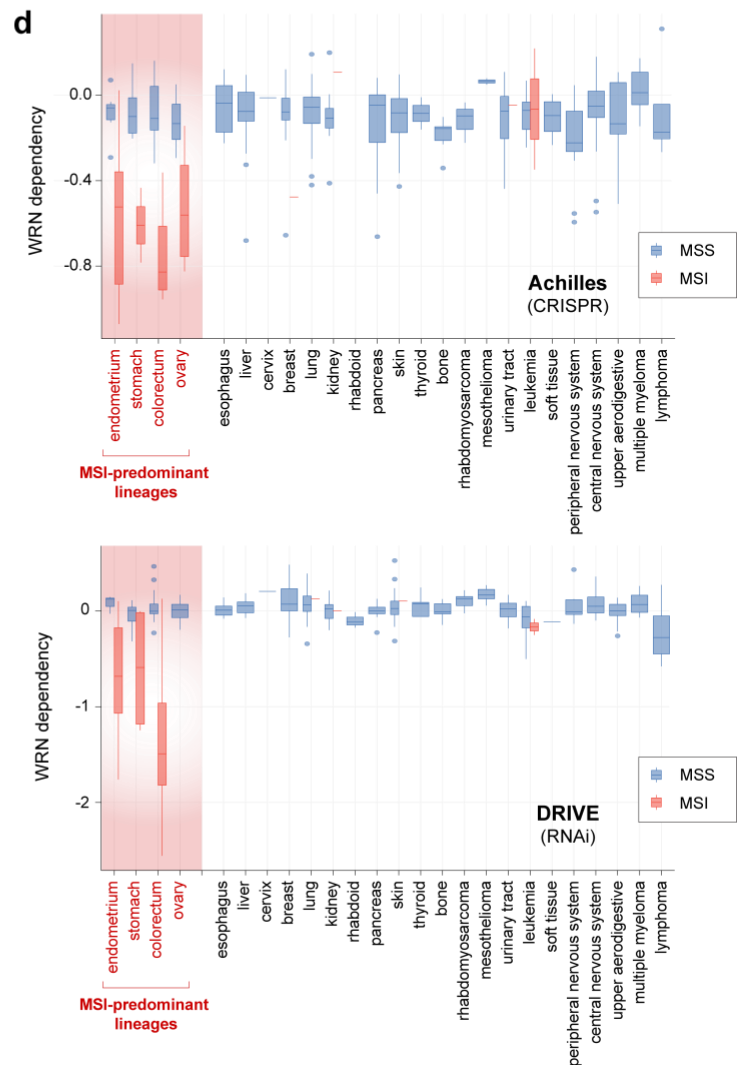 d
WRN dependency
0.0
-0.4
-0.8
MSS
MSI
Achilles
(CRISPR)
endometrium
stomach
colorectum
ovary
esophagus
liver
cervix
breast
lung
kidney
rhabdoid
pancreas
skin
thyroid
bone
rhabdomyosarcoma
mesothelioma
urinary tract
leukemia
soft tissue
peripheral nervous system
central nervous system
upper aerodigestive
multiple myeloma
lymphoma
MSI-predominant
lineages
WRN dependency
0
-1
-2
MSS
MSI
DRIVE
(RNAi)
endometrium
stomach
colorectum
ovary
esophagus
liver
cervix
breast
lung
kidney
rhabdoid
pancreas
skin
thyroid
bone
rhabdomyosarcoma
mesothelioma
urinary tract
leukemia
soft tissue
peripheral nervous system
central nervous system
upper aerodigestive
multiple myeloma
lymphoma
MSI-predominant
lineages